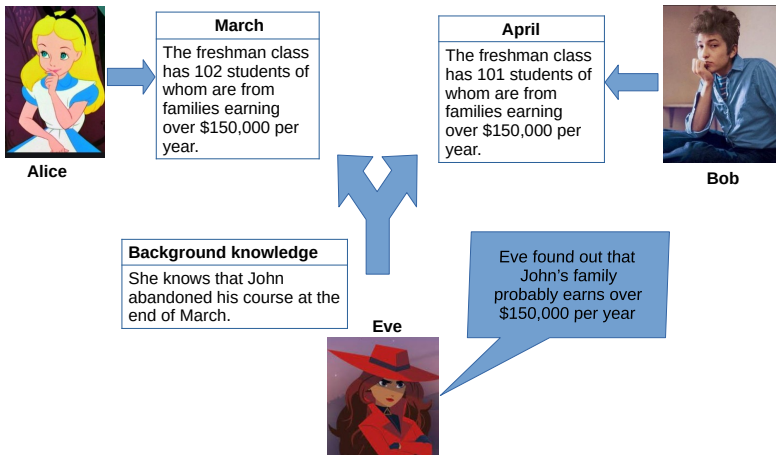 March
The freshman class
has 102 students of
whom are from
families earning
over $150,000 per
year.
Alice
April
The freshman class
has 101 students of
whom are from
families earning
over $150,000 per
year.
Bob
Background knowledge
She knows that John
abandoned his course at the
end of March.
Eve
Eve found out that
John's family
probably earns over
$150,000 per year